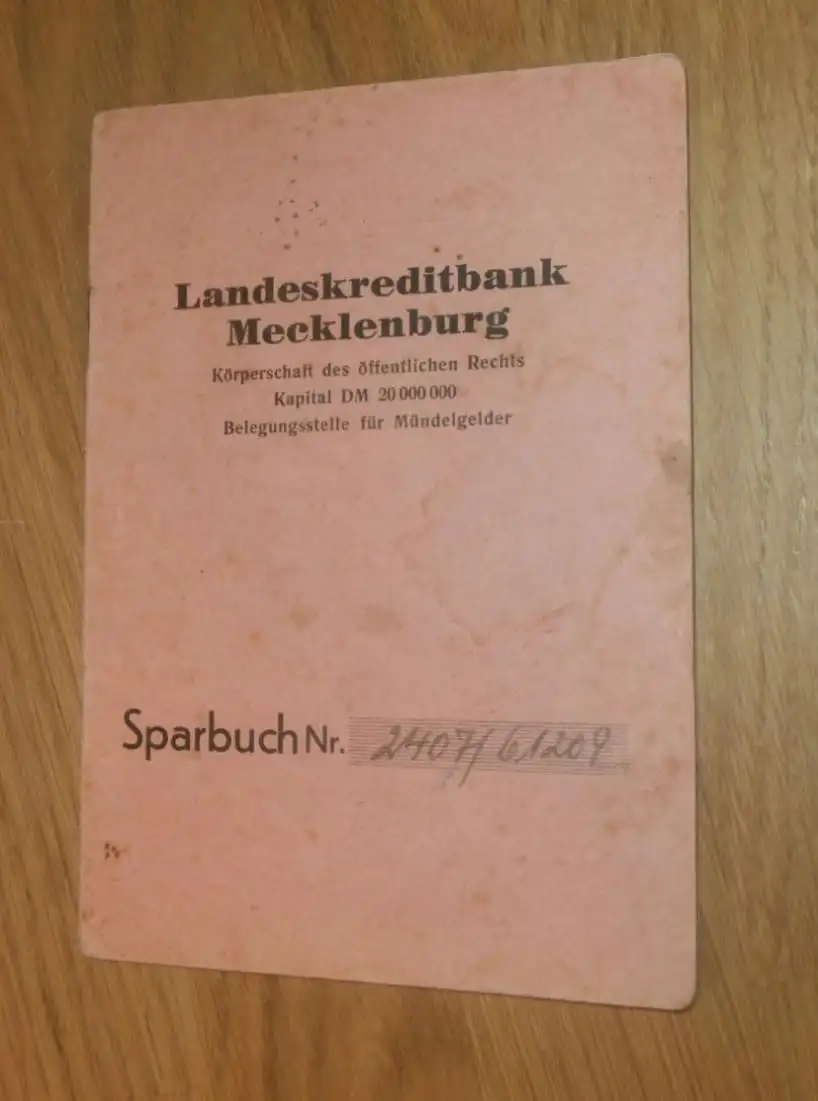 Landeskreditbank
Mecklenburg
Körperschaft des öffentlichen Rechts
Kapital DM 20 000 000
Belegungsstelle für Mündelgelder
Sparbuch Nr. 2407/61209